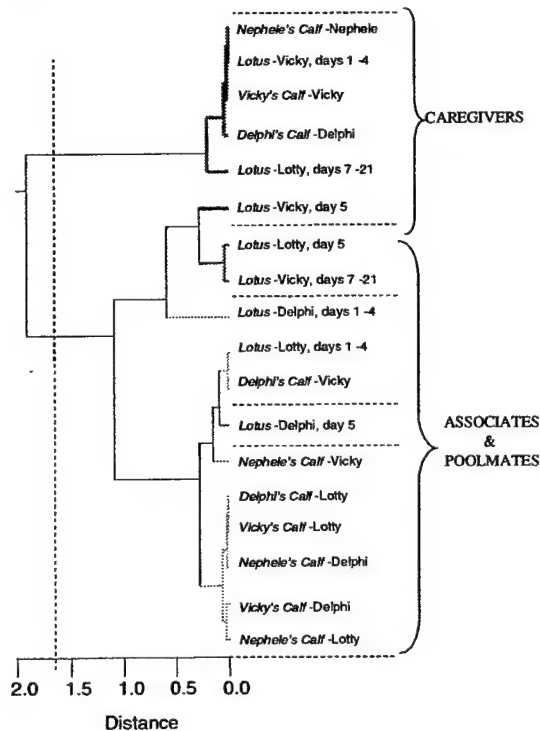 Nephele's Calf -Nephele
Lotus -Vicky, days 1 -4
Vicky's Calf -Vicky
Delphi's Calf -Delphi
Lotus -Lotty, days 7 -21
Lotus -Vicky, day 5
Lotus -Lotty, day 5
Lotus -Vicky, days 7 -21
Lotus -Delphi, days 1 -4
Lotus -Lotty, days 1 -4
Delphi's Calf -Vicky
Lotus -Delphi, day 5
Nephele's Calf -Vicky
Delphi's Calf -Lotty
Vicky's Calf -Lotty
Nephele's Calf -Delphi
Vicky's Calf -Delphi
Nephele's Calf -Lotty
CAREGIVERS
ASSOCIATES
&
POOLMATES
2.0 1.5 1.0 0.5 0.0
Distance